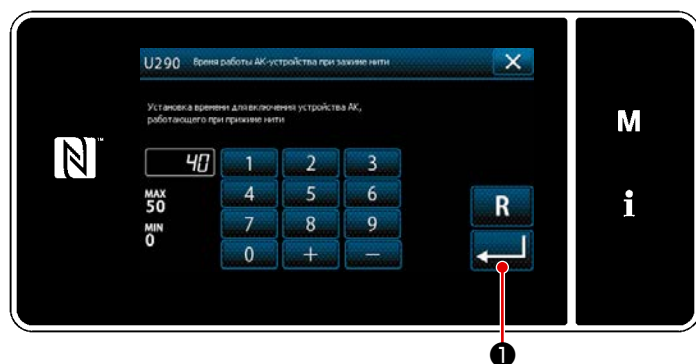 U290 Время работы АК-устройства при зажиме нити
Установка времени для включения устройства АК,
работающего при прижиме нити
40
1 2 3
MAX
50
4 5 6
MIN
0
7 8 9
0 + −
R
M
i
N
❶